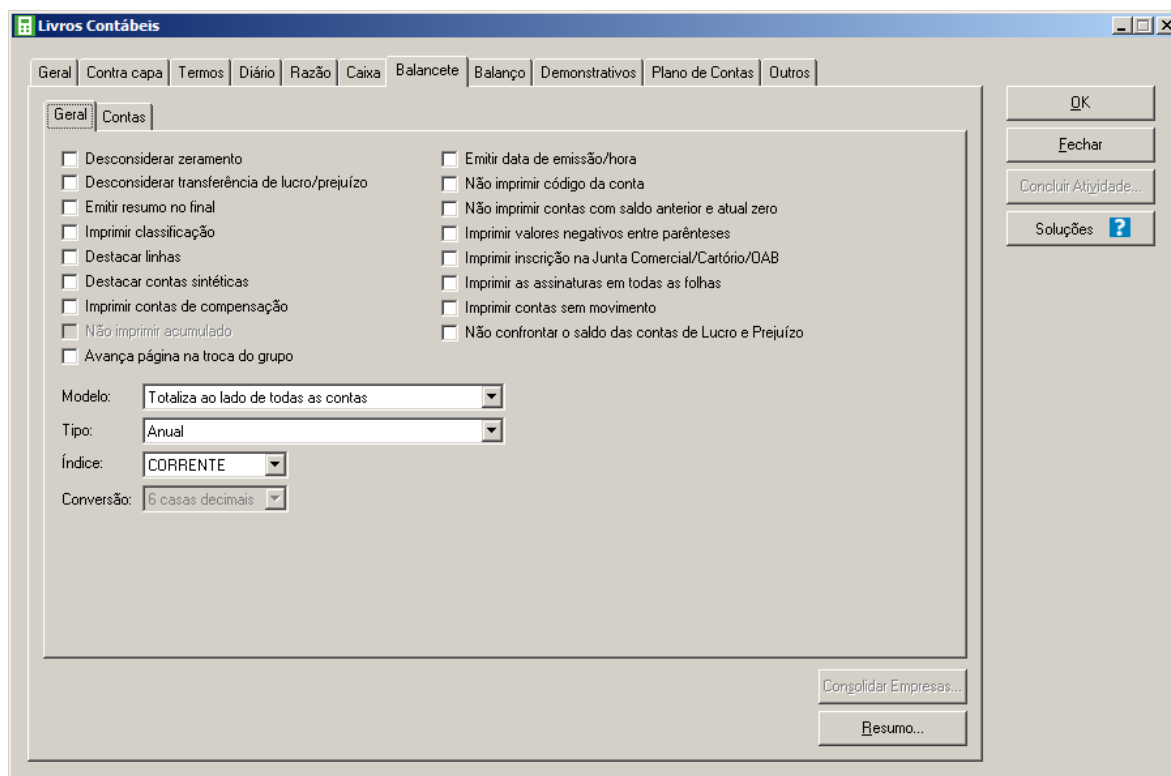 Livros Contábeis
Geral Contra capa Termos Diário Razão Caixa Balancete Balanço Demonstrativos Plano de Contas Outros
Geral Contas
Desconsiderar zeramento
Desconsiderar transferência de lucro/prejuízo
Emitir resumo no final
Imprimir classificação
Destacar linhas
Destacar contas sintéticas
Imprimir contas de compensação
Não imprimir acumulado
Avança página na troca do grupo
Emitir data de emissão/hora
Não imprimir código da conta
Não imprimir contas com saldo anterior e atual zero
Imprimir valores negativos entre parênteses
Imprimir inscrição na Junta Comercial/Cartório/OAB
Imprimir as assinaturas em todas as folhas
Imprimir contas sem movimento
Não confrontar o saldo das contas de Lucro e Prejuízo
Modelo: Totaliza ao lado de todas as contas
Tipo: Anual
Índice: CORRENTE
Conversão: 6 casas decimais
Consolidar Empresas...
Resumo...
OK
Fechar
Concluir Atividade...
Soluções ?